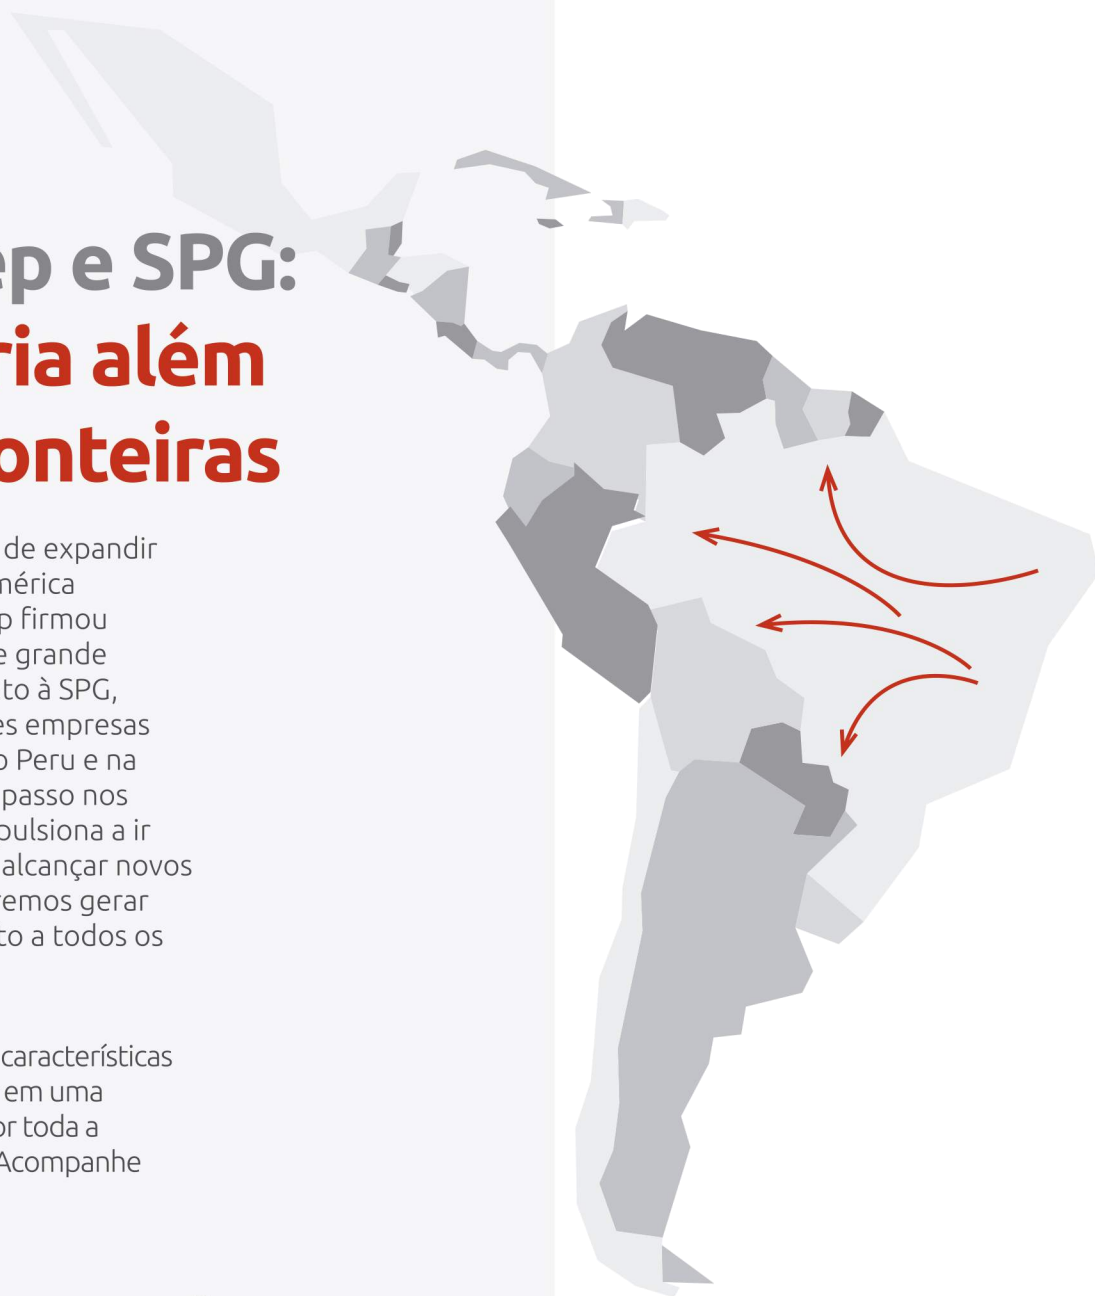 ep e SPG:
ria além
onteiras
de expandir
mérica
p firmou
e grande
to à SPG,
es empresas
o Peru e na
passo nos
pulsiona a ir
alcançar novos
remos gerar
to a todos os
características
em uma
or toda a
Acompanhe